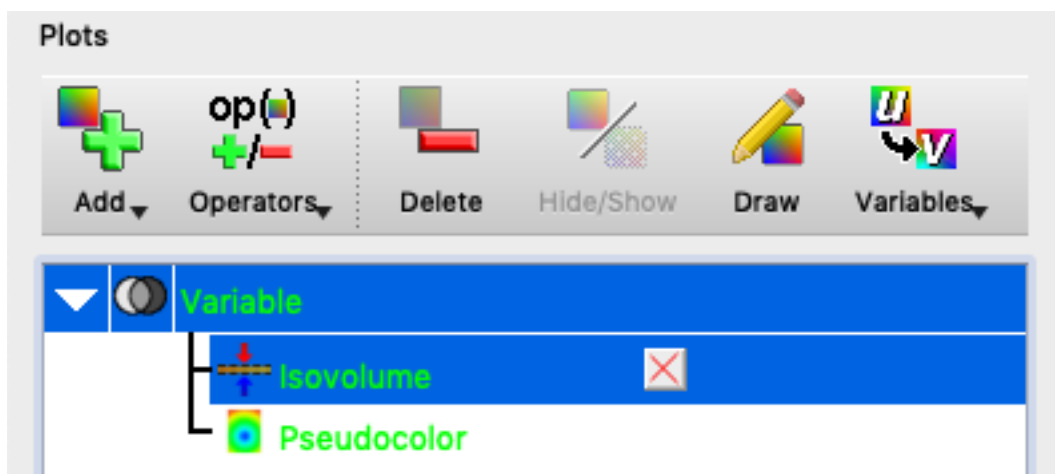 Plots
op( )
+/-
Add Operators Delete Hide/Show Draw Variables
u
v
Variable
Isovolume
Pseudocolor